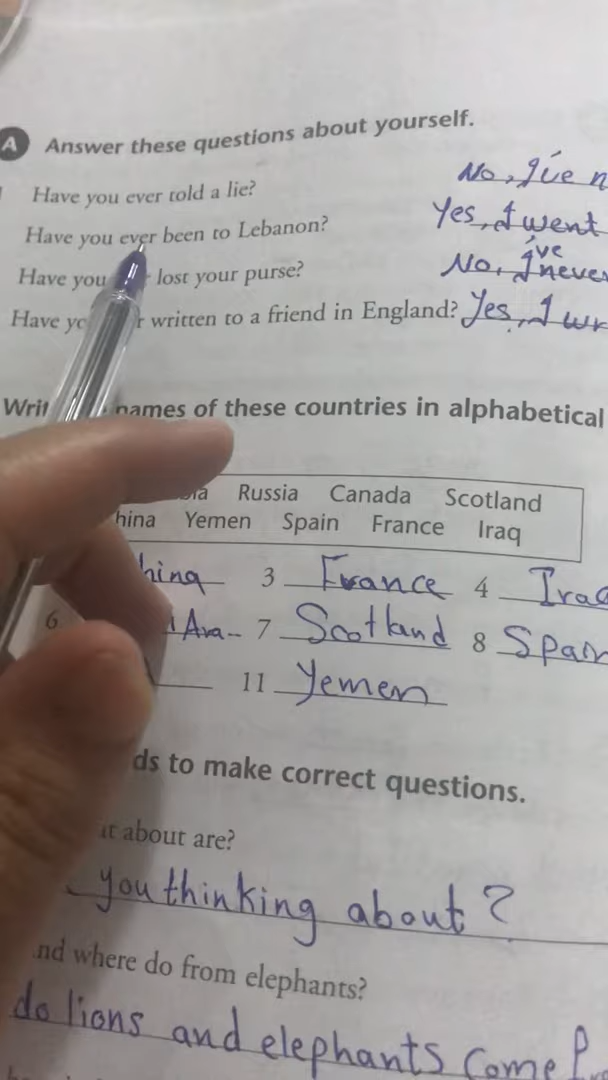 A Answer these questions about yourself.
Have you ever told a lie? No, I've n
Have you ever been to Lebanon? Yes, I went
Have you lost your purse? No, I've never
Have yo r written to a friend in England? Yes, I wr
Writ names of these countries in alphabetical
bia Russia Canada Scotland
hina Yemen Spain France Iraq
hina 3 France 4 Iraq
6 i Ara- 7 Scotland 8 Spain
11 Yemen
ds to make correct questions.
it about are?
you thinking about?
nd where do from elephants?
do lions and elephants come f